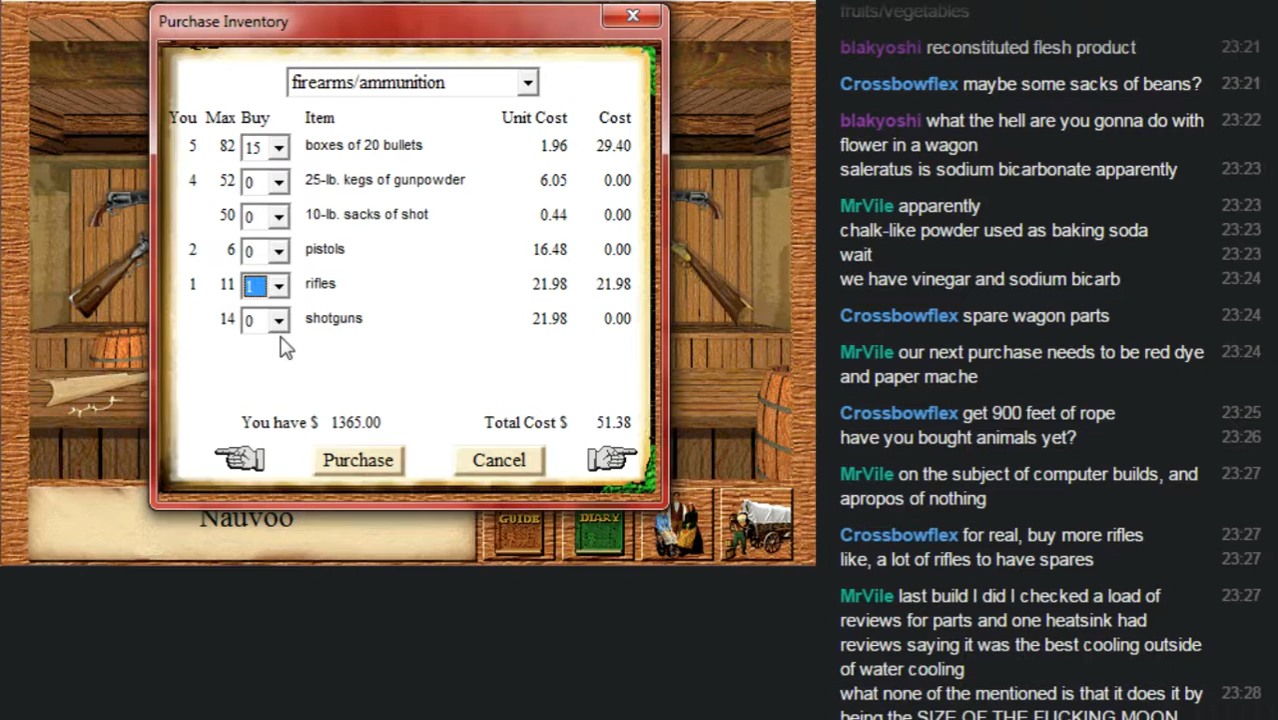 Purchase Inventory
firearms/ammunition
You Max Buy Item Unit Cost Cost
5 82 15 boxes of 20 bullets 1.96 29.40
4 52 0 25-lb. kegs of gunpowder 6.05 0.00
50 0 10-lb. sacks of shot 0.44 0.00
2 6 0 pistols 16.48 0.00
1 11 1 rifles 21.98 21.98
14 0 shotguns 21.98 0.00
You have $ 1365.00 Total Cost $ 51.38
Purchase Cancel
Nauvoo
GUIDE DIARY
fruits/vegetables
blakyoshi reconstituted flesh product 23:21
Crossbowflex maybe some sacks of beans? 23:21
blakyoshi what the hell are you gonna do with 23:22
flower in a wagon
saleratus is sodium bicarbonate apparently 23:23
MrVile apparently 23:23
chalk-like powder used as baking soda
wait 23:23
we have vinegar and sodium bicarb 23:24
Crossbowflex spare wagon parts 23:24
MrVile our next purchase needs to be red dye 23:24
and paper mache
Crossbowflex get 900 feet of rope 23:25
have you bought animals yet? 23:26
MrVile on the subject of computer builds, and 23:27
apropos of nothing
Crossbowflex for real, buy more rifles 23:27
like, a lot of rifles to have spares 23:27
MrVile last build I did I checked a load of 23:27
reviews for parts and one heatsink had
reviews saying it was the best cooling outside
of water cooling
what none of the mentioned is that it does it by 23:28
being the SIZE OF THE FUCKING MOON